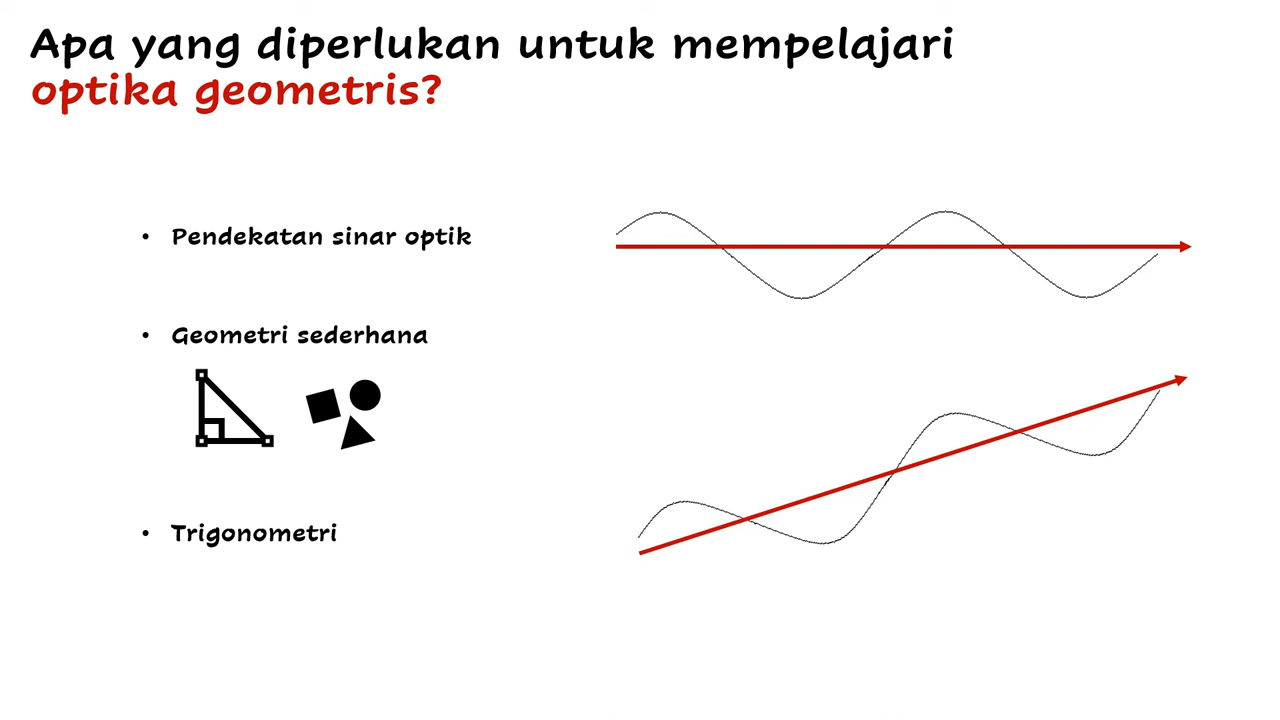 Apa yang diperlukan untuk mempelajari
optika geometris?
• Pendekatan sinar optik
• Geometri sederhana
• Trigonometri